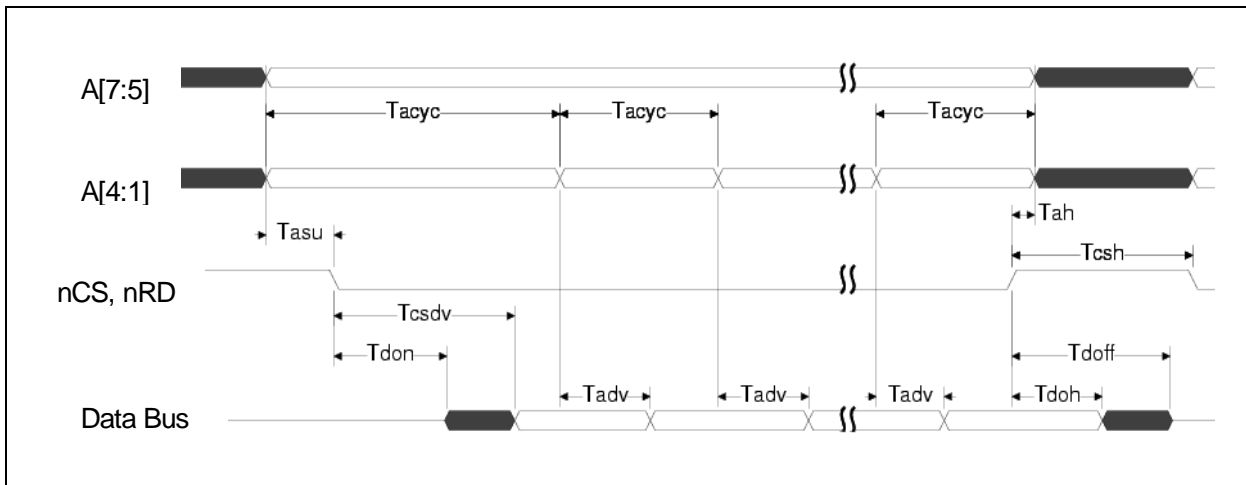 A[7:5]
Tacyc Tacyc Tacyc
A[4:1]
Tah
Tasu
Tcsh
nCS, nRD
Tcsdv
Tdon Tdoff
Tadv Tadv Tadv Tdoh
Data Bus